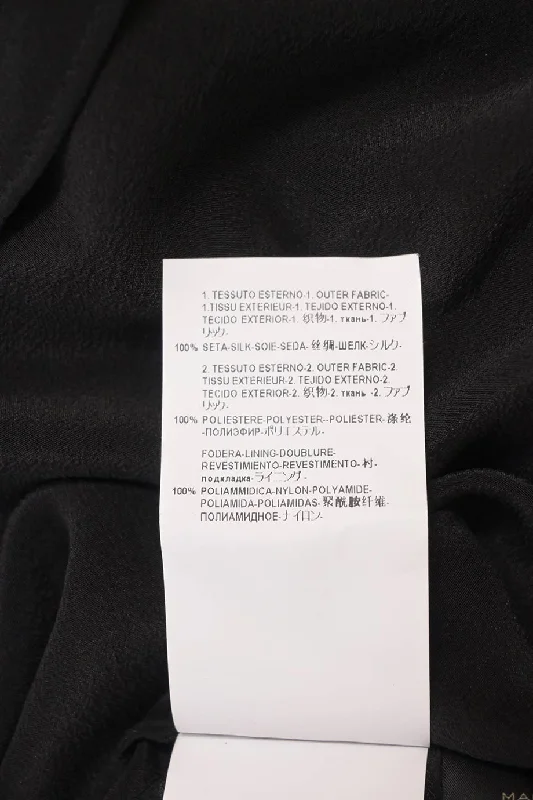 1. TESSUTO ESTERNO-1. OUTER FABRIC-
1.TISSU EXTERIEUR-1. TEJIDO EXTERNO-1.
TECIDO EXTERIOR-1. 织物-1. ткань-1. ファブ
リック-
100% SETA-SILK-SOIE-SEDA-丝绸-ШЕЛК-シルク-
2. TESSUTO ESTERNO-2. OUTER FABRIC-2.
TISSU EXTERIEUR-2. TEJIDO EXTERNO-2.
TECIDO EXTERIOR-2. 织物-2. ткань -2. ファブ
リック-
100% POLIESTERE-POLYESTER--POLIESTER-涤纶
-ПОЛИЭФИР-ポリエステル-
FODERA-LINING-DOUBLURE-
REVESTIMIENTO-REVESTIMENTO-衬-
подкладка-ライニング-
100% POLIAMMIDICA-NYLON-POLYAMIDE-
POLIAMIDA-POLIAMIDAS-聚酰胺纤维-
ПОЛИАМИДНОЕ-ナイロン-
MA